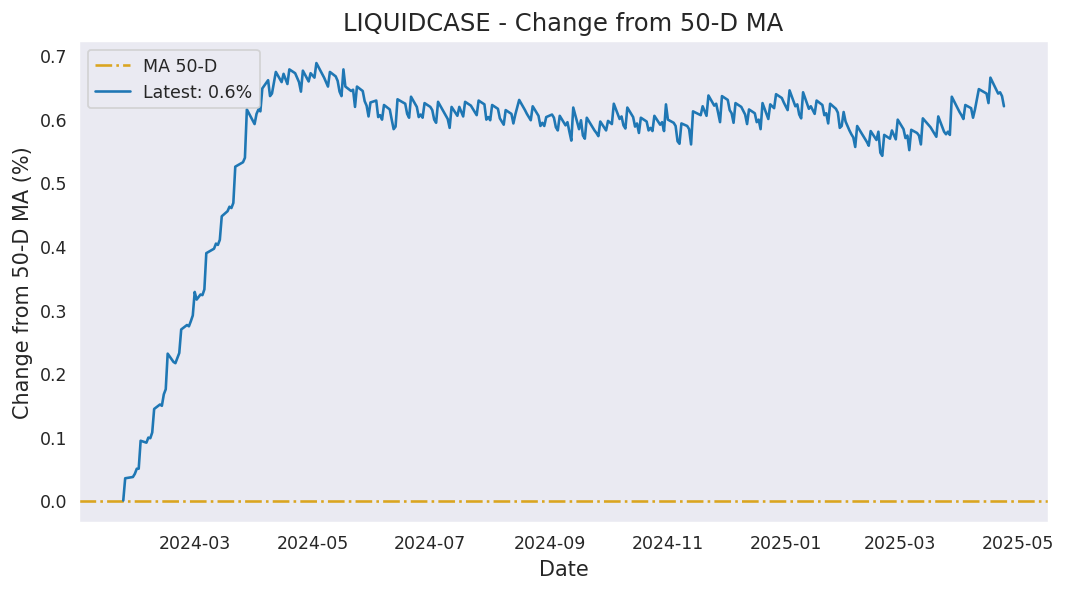 LIQUIDCASE - Change from 50-D MA
MA 50-D
Latest: 0.6%
Change from 50-D MA (%)
0.7
0.6
0.5
0.4
0.3
0.2
0.1
0.0
2024-03 2024-05 2024-07 2024-09 2024-11 2025-01 2025-03 2025-05
Date